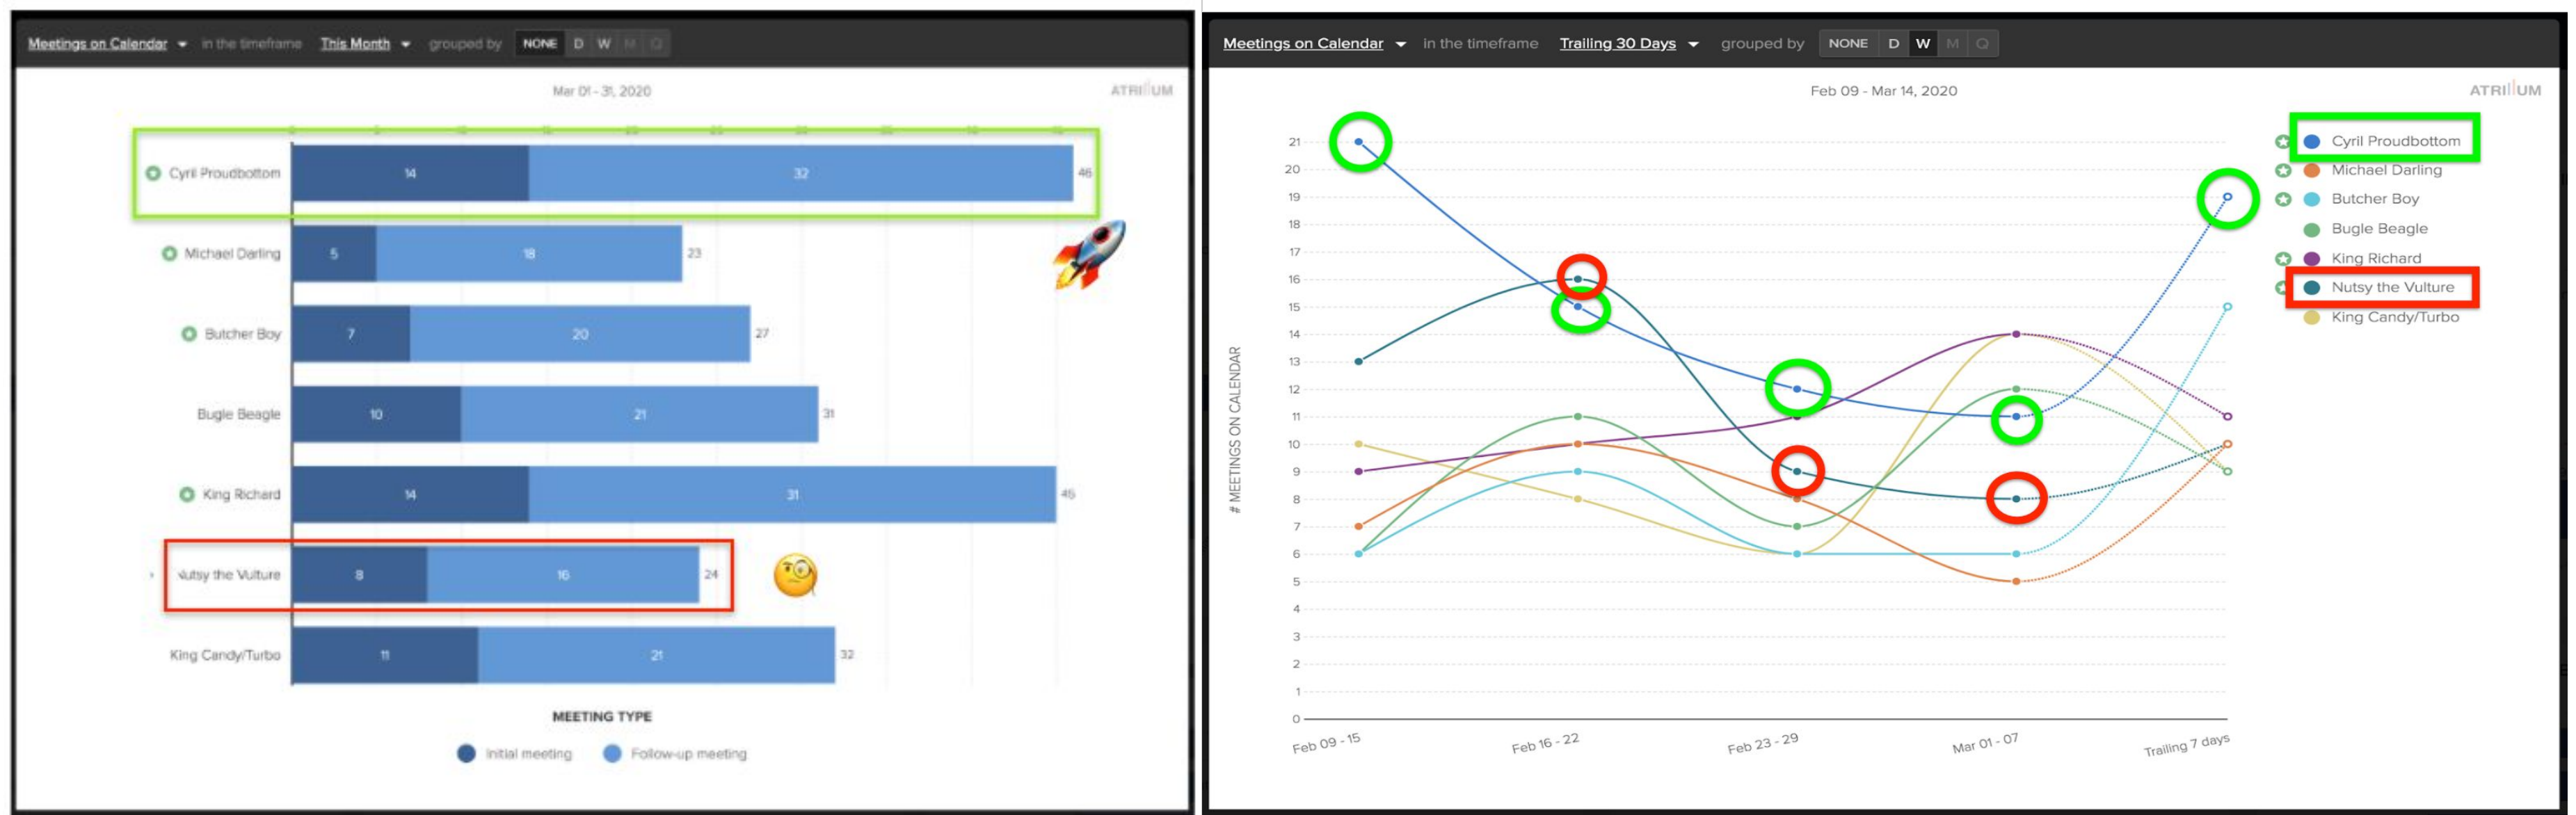 Meetings on Calendar in the timeframe This Month grouped by NONE D W M Q
Mar 01 - 31, 2020
ATRIUM
Cyril Proudbottom 14 32 46
Michael Darling 5 18 23
Butcher Boy 7 20 27
Bugle Beagle 10 21 31
King Richard 14 31 45
Nutsy the Vulture 8 16 24
King Candy/Turbo 11 21 32
MEETING TYPE
Initial meeting Follow-up meeting
Meetings on Calendar in the timeframe Trailing 30 Days grouped by NONE D W M Q
Feb 09 - Mar 14, 2020
ATRIUM
# MEETINGS ON CALENDAR
21
20
19
18
17
16
15
14
13
12
11
10
9
8
7
6
5
4
3
2
1
0
Feb 09 - 15 Feb 16 - 22 Feb 23 - 29 Mar 01 - 07 Trailing 7 days
Cyril Proudbottom
Michael Darling
Butcher Boy
Bugle Beagle
King Richard
Nutsy the Vulture
King Candy/Turbo